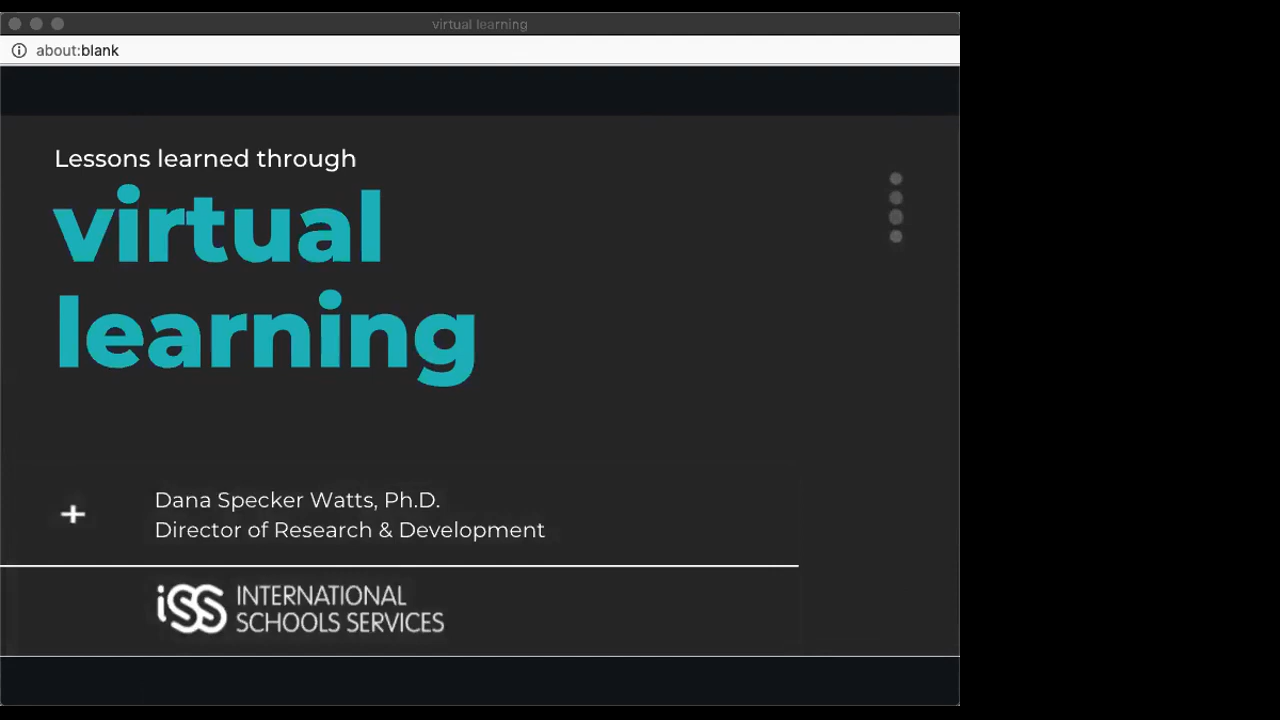 virtual learning
about:blank
Lessons learned through
virtual
learning
Dana Specker Watts, Ph.D.
Director of Research & Development
iSS INTERNATIONAL
SCHOOLS SERVICES